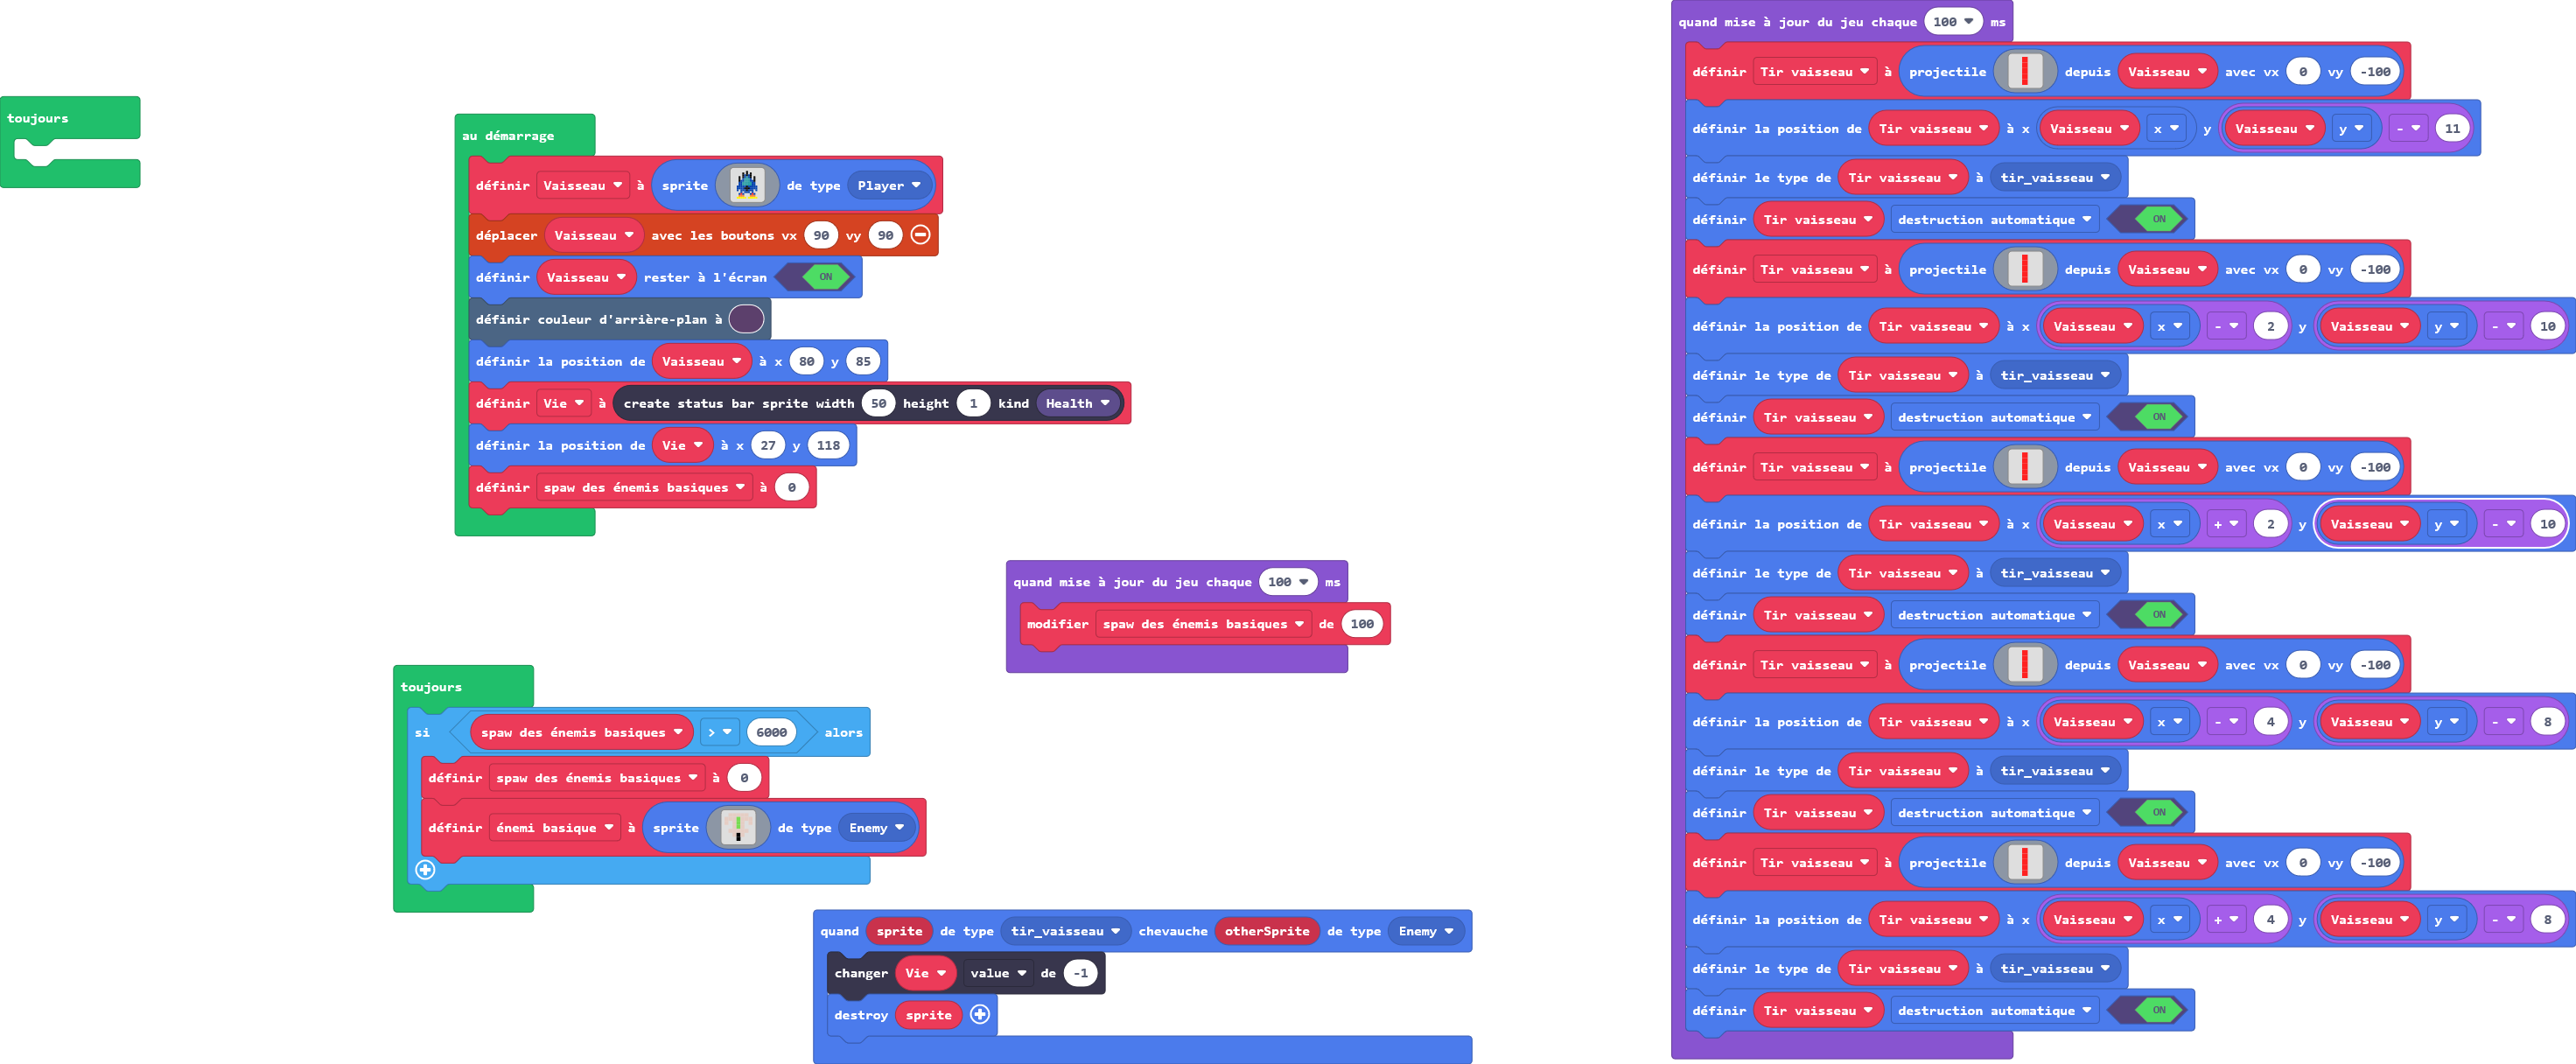 toujours
au démarrage
définir Vaisseau à sprite de type Player
déplacer Vaisseau avec les boutons vx 90 vy 90
définir Vaisseau rester à l'écran ON
définir couleur d'arrière-plan à
définir la position de Vaisseau à x 80 y 85
définir Vie à create status bar sprite width 50 height 1 kind Health
définir la position de Vie à x 27 y 118
définir spaw des énemis basiques à 0
quand mise à jour du jeu chaque 100 ms
modifier spaw des énemis basiques de 100
toujours
si spaw des énemis basiques > 6000 alors
définir spaw des énemis basiques à 0
définir énemi basique à sprite de type Enemy
quand sprite de type tir_vaisseau chevauche otherSprite de type Enemy
changer Vie value de -1
destroy sprite
quand mise à jour du jeu chaque 100 ms
définir Tir vaisseau à projectile depuis Vaisseau avec vx 0 vy -100
définir la position de Tir vaisseau à x Vaisseau x y Vaisseau y - 11
définir le type de Tir vaisseau à tir_vaisseau
définir Tir vaisseau destruction automatique ON
définir Tir vaisseau à projectile depuis Vaisseau avec vx 0 vy -100
définir la position de Tir vaisseau à x Vaisseau x - 2 y Vaisseau y - 10
définir le type de Tir vaisseau à tir_vaisseau
définir Tir vaisseau destruction automatique ON
définir Tir vaisseau à projectile depuis Vaisseau avec vx 0 vy -100
définir la position de Tir vaisseau à x Vaisseau x + 2 y Vaisseau y - 10
définir le type de Tir vaisseau à tir_vaisseau
définir Tir vaisseau destruction automatique ON
définir Tir vaisseau à projectile depuis Vaisseau avec vx 0 vy -100
définir la position de Tir vaisseau à x Vaisseau x - 4 y Vaisseau y - 8
définir le type de Tir vaisseau à tir_vaisseau
définir Tir vaisseau destruction automatique ON
définir Tir vaisseau à projectile depuis Vaisseau avec vx 0 vy -100
définir la position de Tir vaisseau à x Vaisseau x + 4 y Vaisseau y - 8
définir le type de Tir vaisseau à tir_vaisseau
définir Tir vaisseau destruction automatique ON